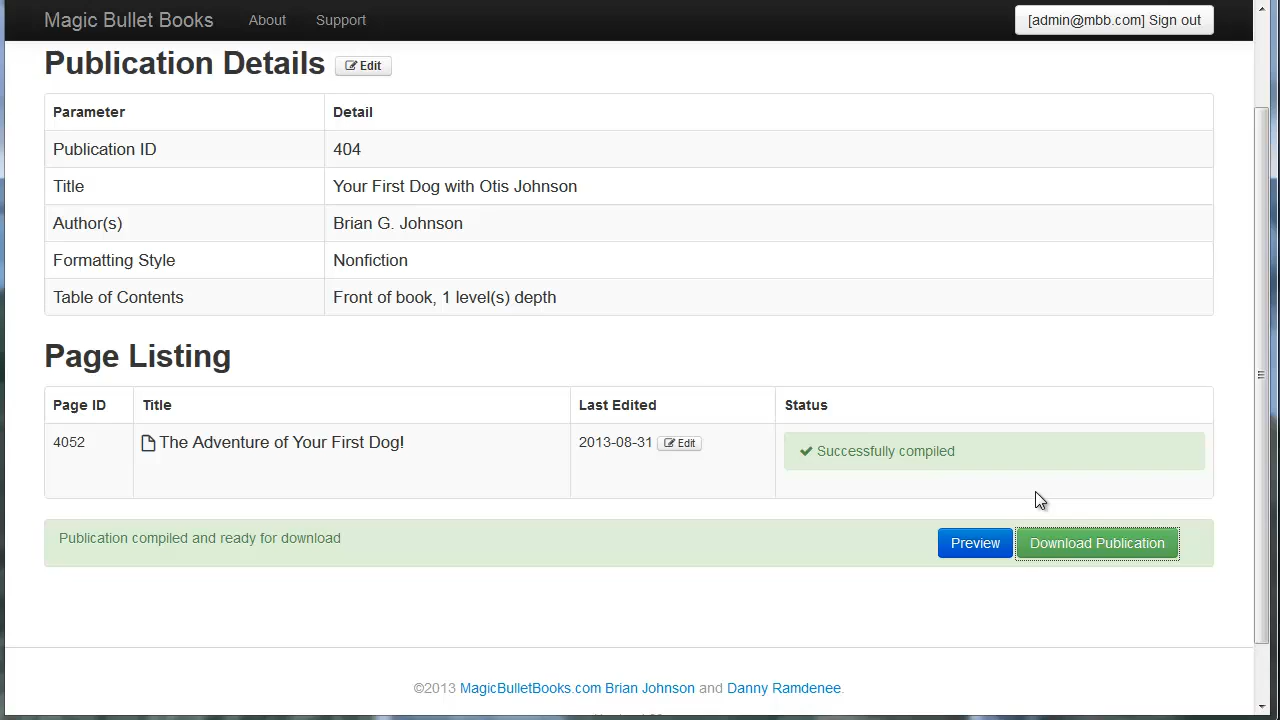 Magic Bullet Books About Support [admin@mbb.com] Sign out
Publication Details Edit
Parameter Detail
Publication ID 404
Title Your First Dog with Otis Johnson
Author(s) Brian G. Johnson
Formatting Style Nonfiction
Table of Contents Front of book, 1 level(s) depth
Page Listing
Page ID Title Last Edited Status
4052 The Adventure of Your First Dog! 2013-08-31 Edit Successfully compiled
Publication compiled and ready for download Preview Download Publication
©2013 MagicBulletBooks.com Brian Johnson and Danny Ramdenee.